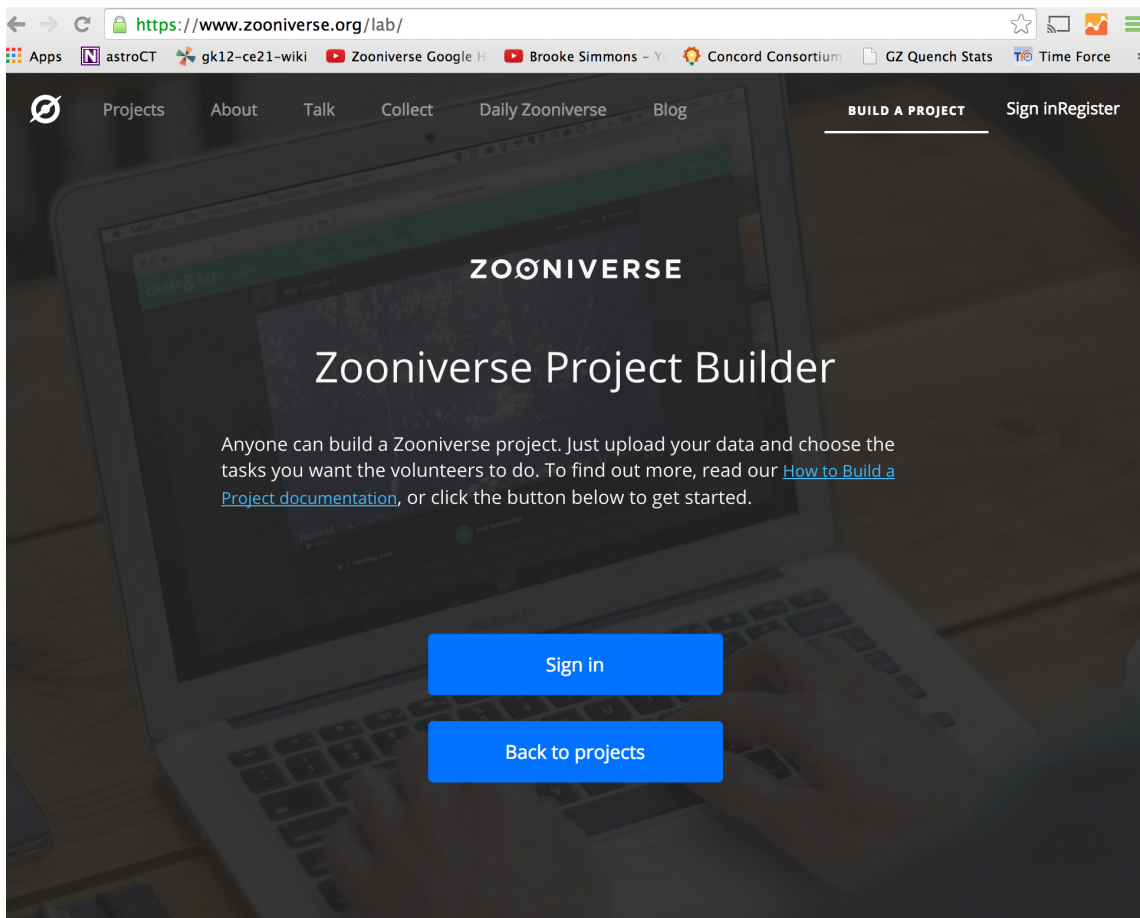 https://www.zooniverse.org/lab/
Apps astroCT gk12-ce21-wiki Zooniverse Google H Brooke Simmons – Y Concord Consortium GZ Quench Stats Time Force
Projects About Talk Collect Daily Zooniverse Blog BUILD A PROJECT Sign inRegister
CHIMP&SEE
ZOONIVERSE
Zooniverse Project Builder
Anyone can build a Zooniverse project. Just upload your data and choose the
tasks you want the volunteers to do. To find out more, read our How to Build a
Project documentation, or click the button below to get started.
MacBook Air
Sign in
Back to projects